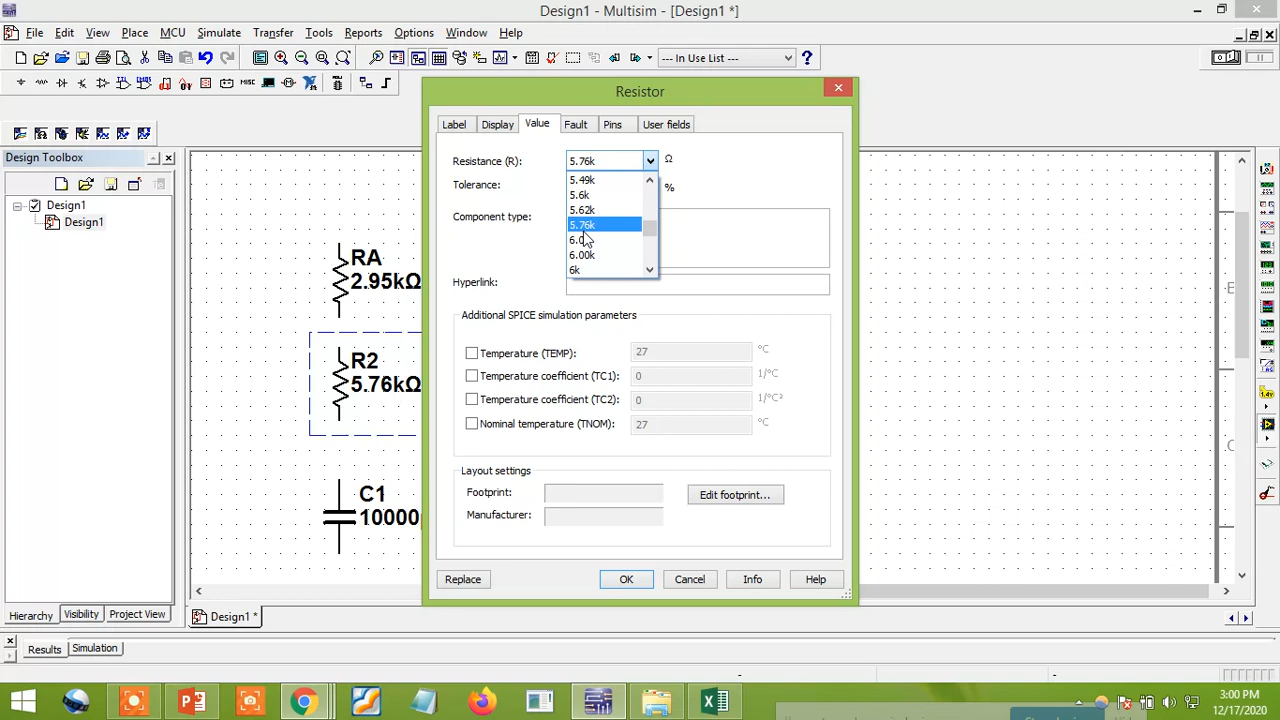 Design1 - Multisim - [Design1 *]
File Edit View Place MCU Simulate Transfer Tools Reports Options Window Help
--- In Use List ---
Design Toolbox
Design1
Design1
RA
2.95kΩ
R2
5.76kΩ
C1
10000
Resistor
Label Display Value Fault Pins User fields
Resistance (R): 5.76k Ω
Tolerance: %
Component type:
5.49k
5.6k
5.62k
5.76k
6.00k
6k
Hyperlink:
Additional SPICE simulation parameters
Temperature (TEMP): 27 °C
Temperature coefficient (TC1): 0 1/°C
Temperature coefficient (TC2): 0 1/°C²
Nominal temperature (TNOM): 27 °C
Layout settings
Footprint: Edit footprint...
Manufacturer:
Replace OK Cancel Info Help
Hierarchy Visibility Project View
Design1 *
Results Simulation
3:00 PM
12/17/2020